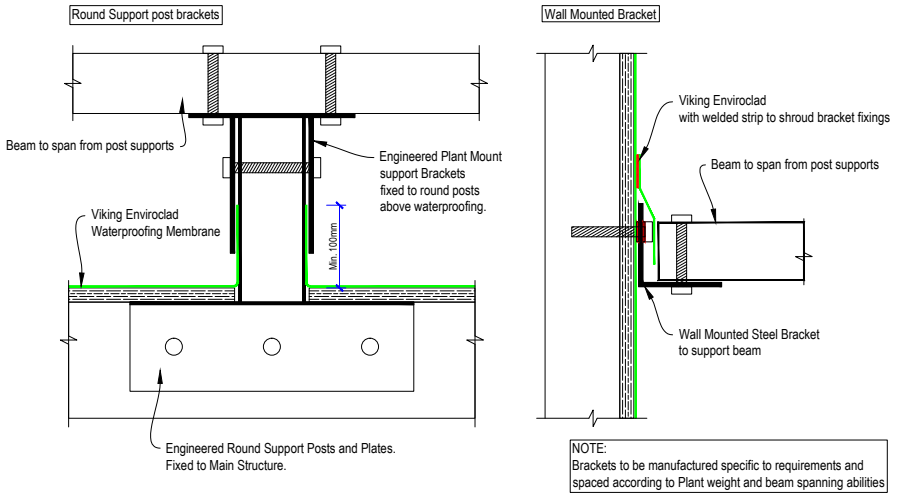 Round Support post brackets
Beam to span from post supports
Engineered Plant Mount
support Brackets
fixed to round posts
above waterproofing.
Viking Enviroclad
Waterproofing Membrane
Min. 100mm
Engineered Round Support Posts and Plates.
Fixed to Main Structure.
Wall Mounted Bracket
Viking Enviroclad
with welded strip to shroud bracket fixings
Beam to span from post supports
Wall Mounted Steel Bracket
to support beam
NOTE:
Brackets to be manufactured specific to requirements and
spaced according to Plant weight and beam spanning abilities